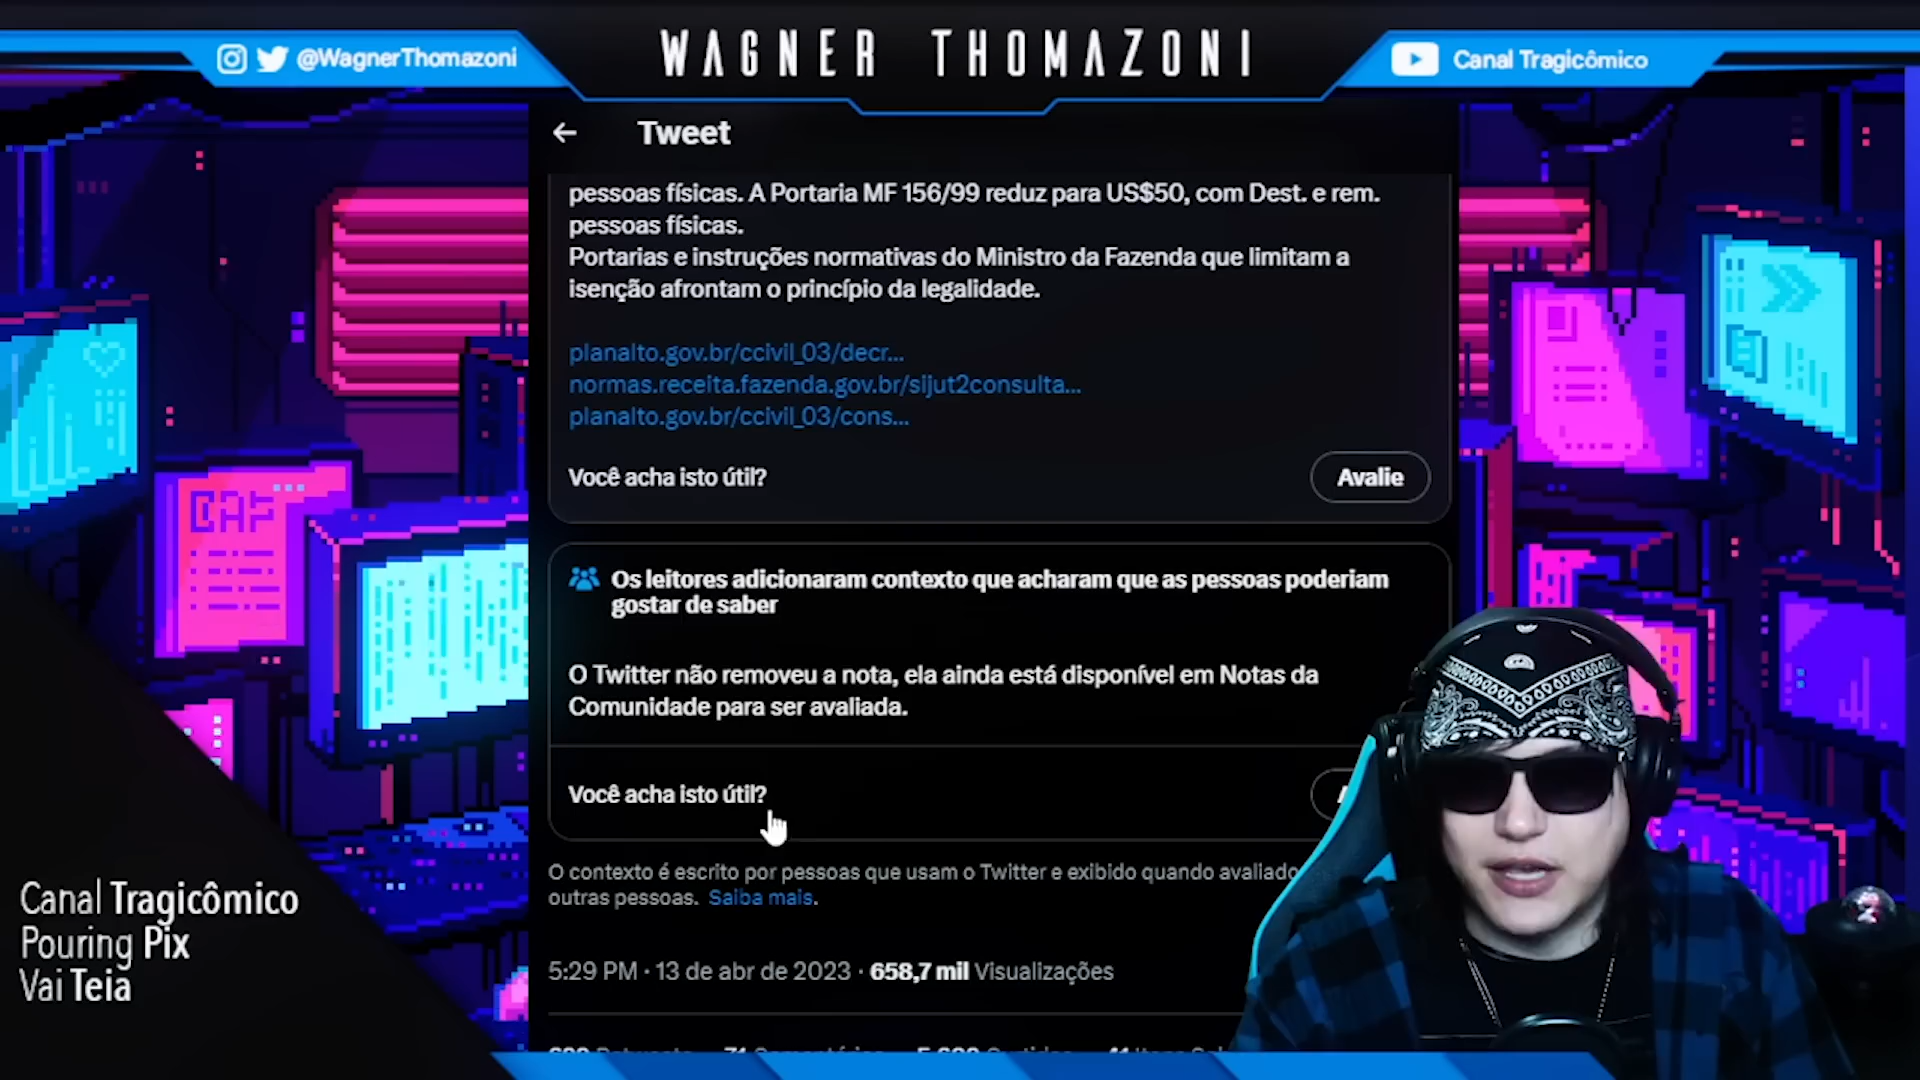 WAGNER THOMAZONI
@WagnerThomazoni
Canal Tragicômico
Tweet
pessoas físicas. A Portaria MF 156/99 reduz para US$50, com Dest. e rem.
pessoas físicas.
Portarias e instruções normativas do Ministro da Fazenda que limitam a
isenção afrontam o princípio da legalidade.
planalto.gov.br/ccivil_03/decr...
normas.receita.fazenda.gov.br/sljut2consulta...
planalto.gov.br/ccivil_03/cons...
Você acha isto útil?
Avalie
Os leitores adicionaram contexto que acharam que as pessoas poderiam
gostar de saber
O Twitter não removeu a nota, ela ainda está disponível em Notas da
Comunidade para ser avaliada.
Você acha isto útil?
O contexto é escrito por pessoas que usam o Twitter e exibido quando avaliado
outras pessoas. Saiba mais.
5:29 PM · 13 de abr de 2023 · 658,7 mil Visualizações
Canal Tragicômico
Pouring Pix
Vai Teia